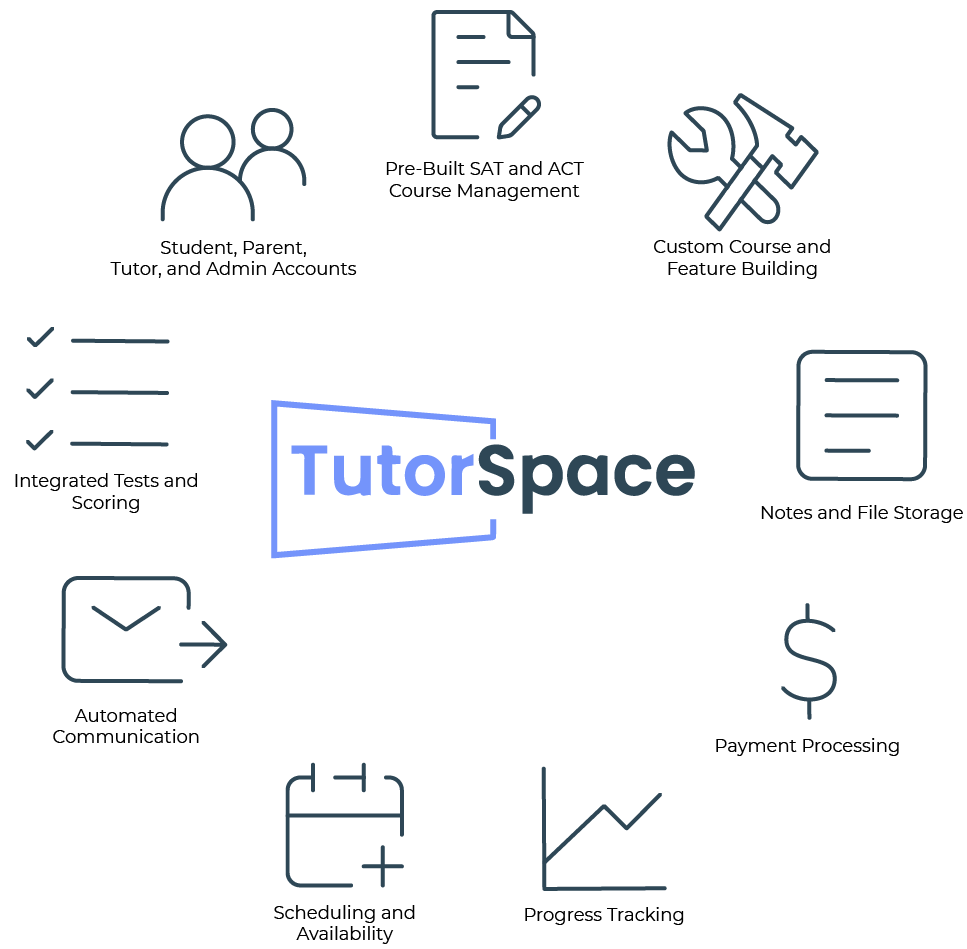 Pre-Built SAT and ACT
Course Management
Student, Parent,
Tutor, and Admin Accounts
Custom Course and
Feature Building
Integrated Tests and
Scoring
TutorSpace
Notes and File Storage
Automated
Communication
Payment Processing
Scheduling and
Availability
Progress Tracking